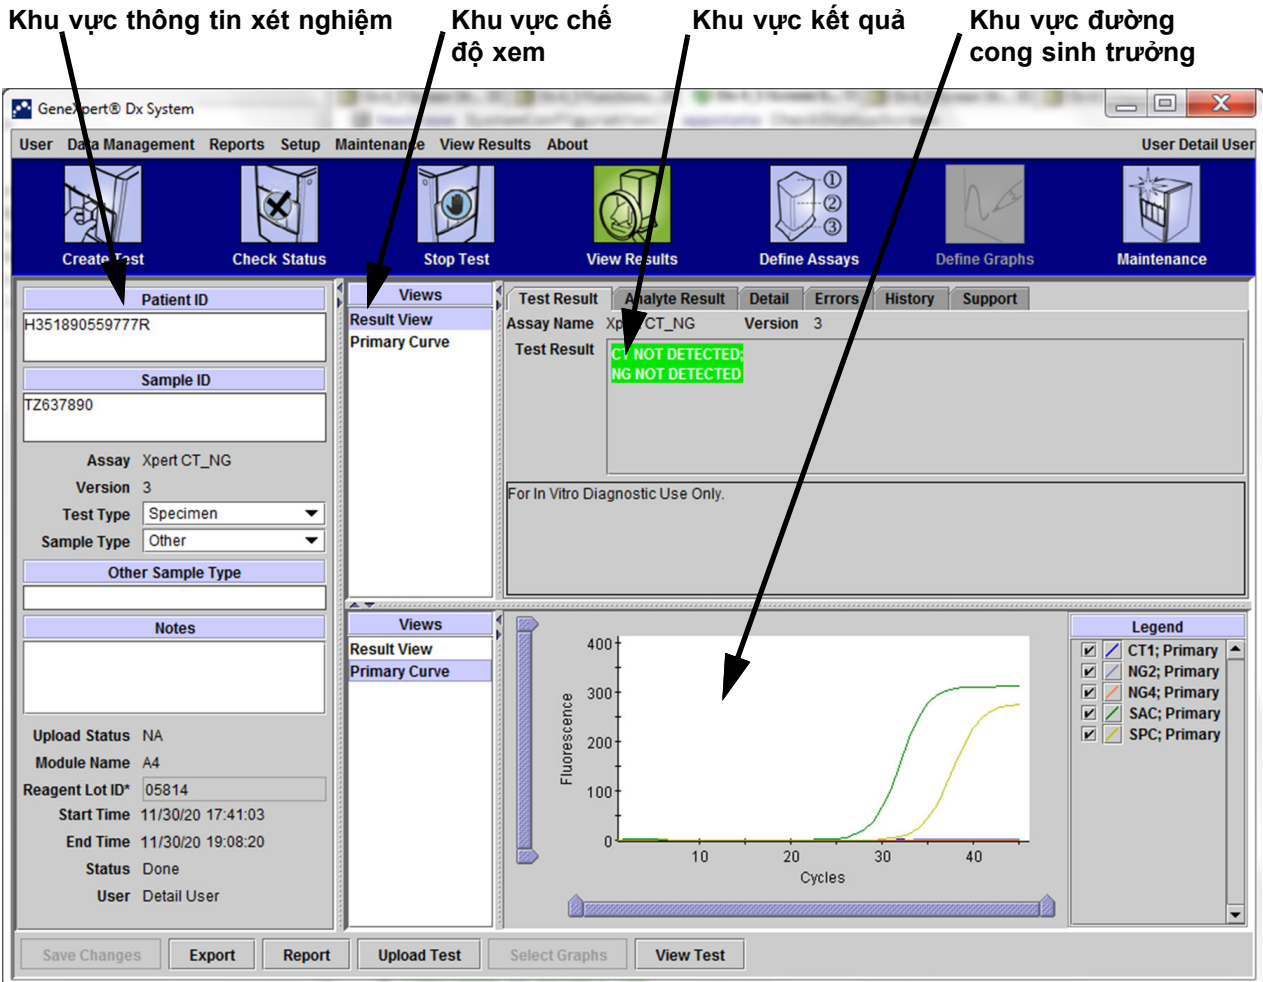 Khu vực thông tin xét nghiệm
Khu vực chế
độ xem
Khu vực kết quả
Khu vực đường
cong sinh trưởng
GeneXpert® Dx System
User Data Management Reports Setup Maintenance View Results About
User Detail User
Create Test
Check Status
Stop Test
View Results
Define Assays
Define Graphs
Maintenance
Patient ID
H351890559777R
Sample ID
TZ637890
Assay Xpert CT_NG
Version 3
Test Type Specimen
Sample Type Other
Other Sample Type
Notes
Upload Status NA
Module Name A4
Reagent Lot ID* 05814
Start Time 11/30/20 17:41:03
End Time 11/30/20 19:08:20
Status Done
User Detail User
Views
Result View
Primary Curve
Test Result Analyte Result Detail Errors History Support
Assay Name Xpert CT_NG Version 3
Test Result
CT NOT DETECTED;
NG NOT DETECTED
For In Vitro Diagnostic Use Only.
Views
Result View
Primary Curve
Fluorescence
400
300
200
100
0
10 20 30 40
Cycles
Legend
CT1; Primary
NG2; Primary
NG4; Primary
SAC; Primary
SPC; Primary
Save Changes Export Report Upload Test Select Graphs View Test